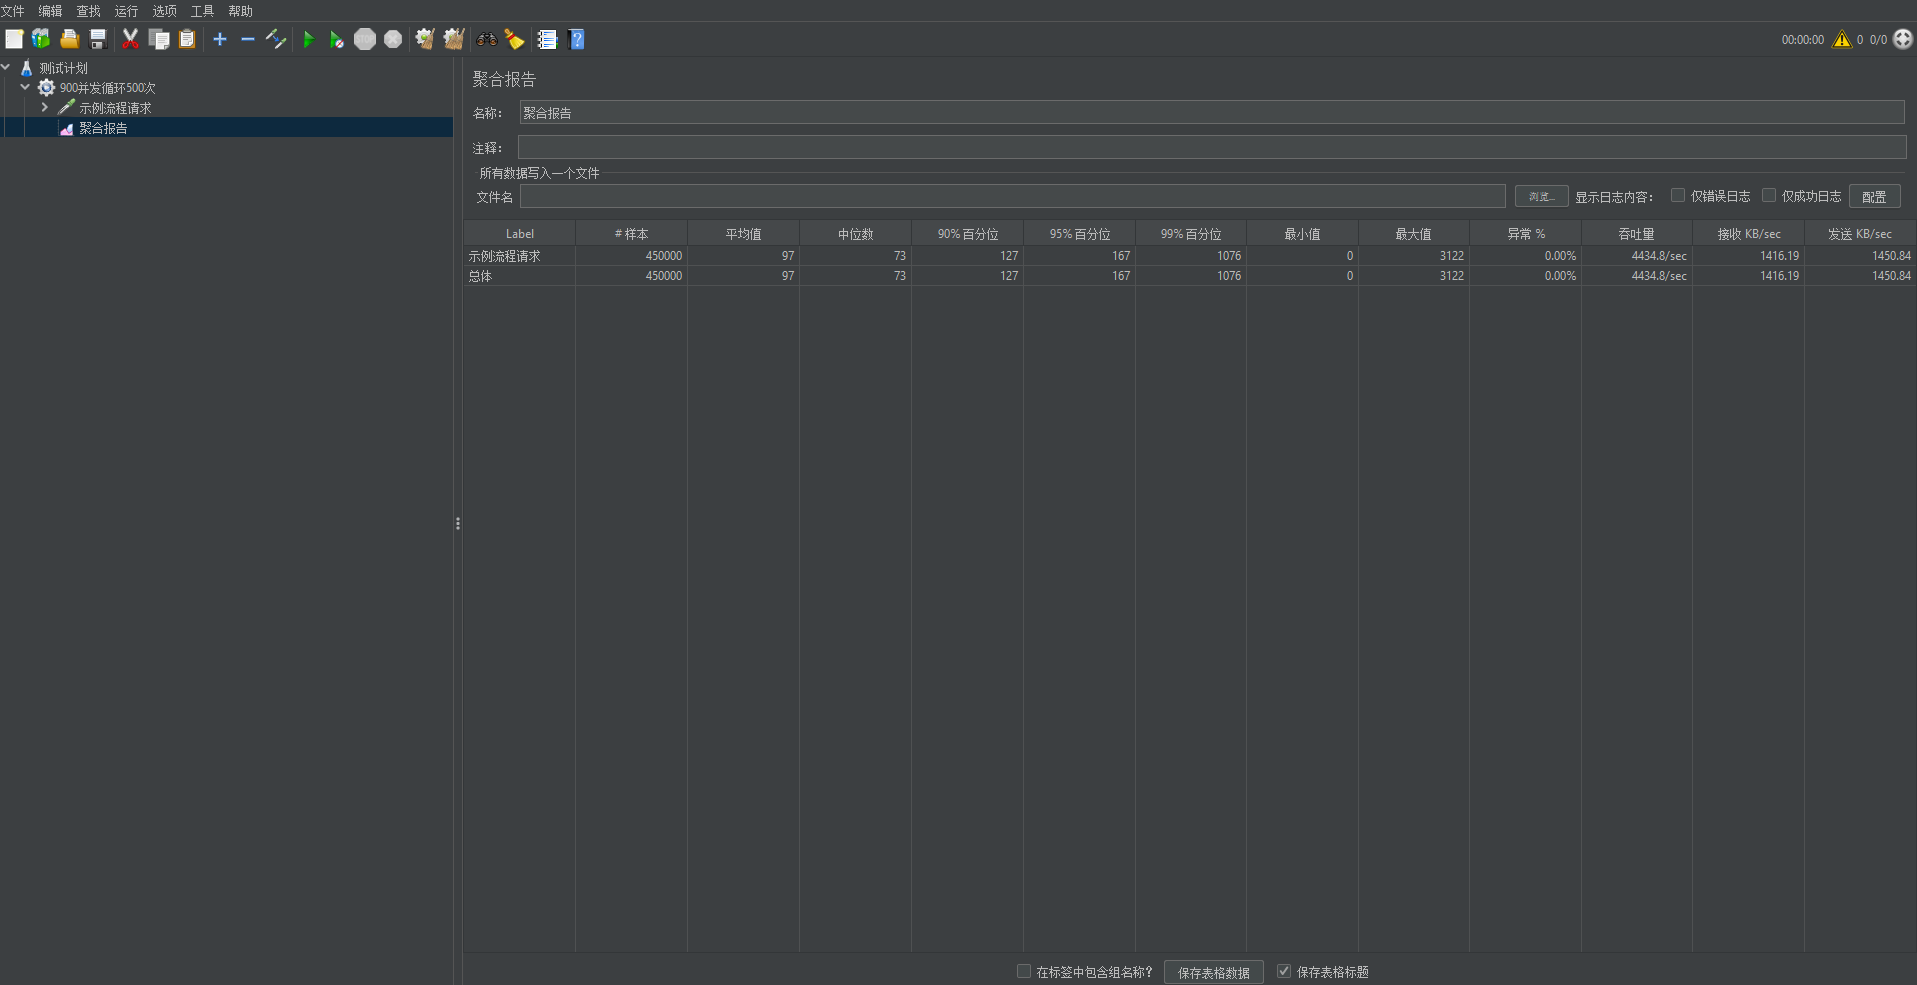 文件 编辑 查找 运行 选项 工具 帮助
00:00:00 0 0/0
测试计划
900并发循环500次
示例流程请求
聚合报告
聚合报告
名称： 聚合报告
注释：
所有数据写入一个文件
文件名 浏览... 显示日志内容： 仅错误日志 仅成功日志 配置
Label # 样本 平均值 中位数 90% 百分位 95% 百分位 99% 百分位 最小值 最大值 异常 % 吞吐量 接收 KB/sec 发送 KB/sec
示例流程请求 450000 97 73 127 167 1076 0 3122 0.00% 4434.8/sec 1416.19 1450.84
总体 450000 97 73 127 167 1076 0 3122 0.00% 4434.8/sec 1416.19 1450.84
在标签中包含组名称？ 保存表格数据 保存表格标题